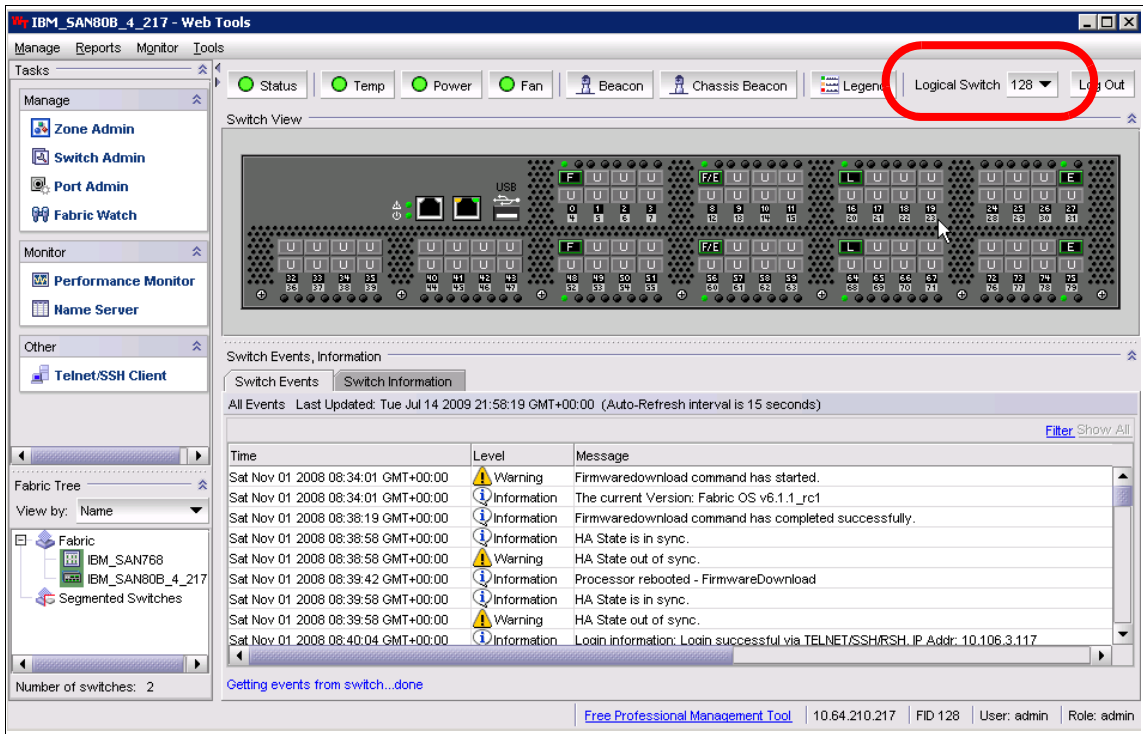 IBM_SAN80B_4_217 - Web Tools
Manage Reports Monitor Tools
Tasks
Manage
Zone Admin
Switch Admin
Port Admin
Fabric Watch
Monitor
Performance Monitor
Name Server
Other
Telnet/SSH Client
Fabric Tree
View by: Name
Fabric
IBM_SAN768
IBM_SAN80B_4_217
Segmented Switches
Number of switches: 2
Status Temp Power Fan Beacon Chassis Beacon Legend Logical Switch 128 Log Out
Switch View
USB
F U U U F/E U U U L U U U U U U E
U U U U U U U U U U U U U U U U
0 1 2 3 8 9 10 11 16 17 18 19 24 25 26 27
4 5 6 7 12 13 14 15 20 21 22 23 28 29 30 31
U U U U U U U U F U U U F/E U U U L U U U U U U E
U U U U U U U U U U U U U U U U U U U U U U U U
32 33 34 35 40 41 42 43 48 49 50 51 56 57 58 59 64 65 66 67 72 73 74 75
36 37 38 39 44 45 46 47 52 53 54 55 60 61 62 63 68 69 70 71 76 77 78 79
Switch Events, Information
Switch Events Switch Information
All Events Last Updated: Tue Jul 14 2009 21:58:19 GMT+00:00 (Auto-Refresh interval is 15 seconds)
Filter Show All
Time Level Message
Sat Nov 01 2008 08:34:01 GMT+00:00 Warning Firmwaredownload command has started.
Sat Nov 01 2008 08:34:01 GMT+00:00 Information The current Version: Fabric OS v6.1.1_rc1
Sat Nov 01 2008 08:38:19 GMT+00:00 Information Firmwaredownload command has completed successfully.
Sat Nov 01 2008 08:38:58 GMT+00:00 Information HA State is in sync.
Sat Nov 01 2008 08:38:58 GMT+00:00 Warning HA State out of sync.
Sat Nov 01 2008 08:39:42 GMT+00:00 Information Processor rebooted - FirmwareDownload
Sat Nov 01 2008 08:39:58 GMT+00:00 Information HA State is in sync.
Sat Nov 01 2008 08:39:58 GMT+00:00 Warning HA State out of sync.
Sat Nov 01 2008 08:40:04 GMT+00:00 Information Login information: Login successful via TELNET/SSH/RSH. IP Addr: 10.106.3.117
Getting events from switch...done
Free Professional Management Tool 10.64.210.217 FID 128 User: admin Role: admin